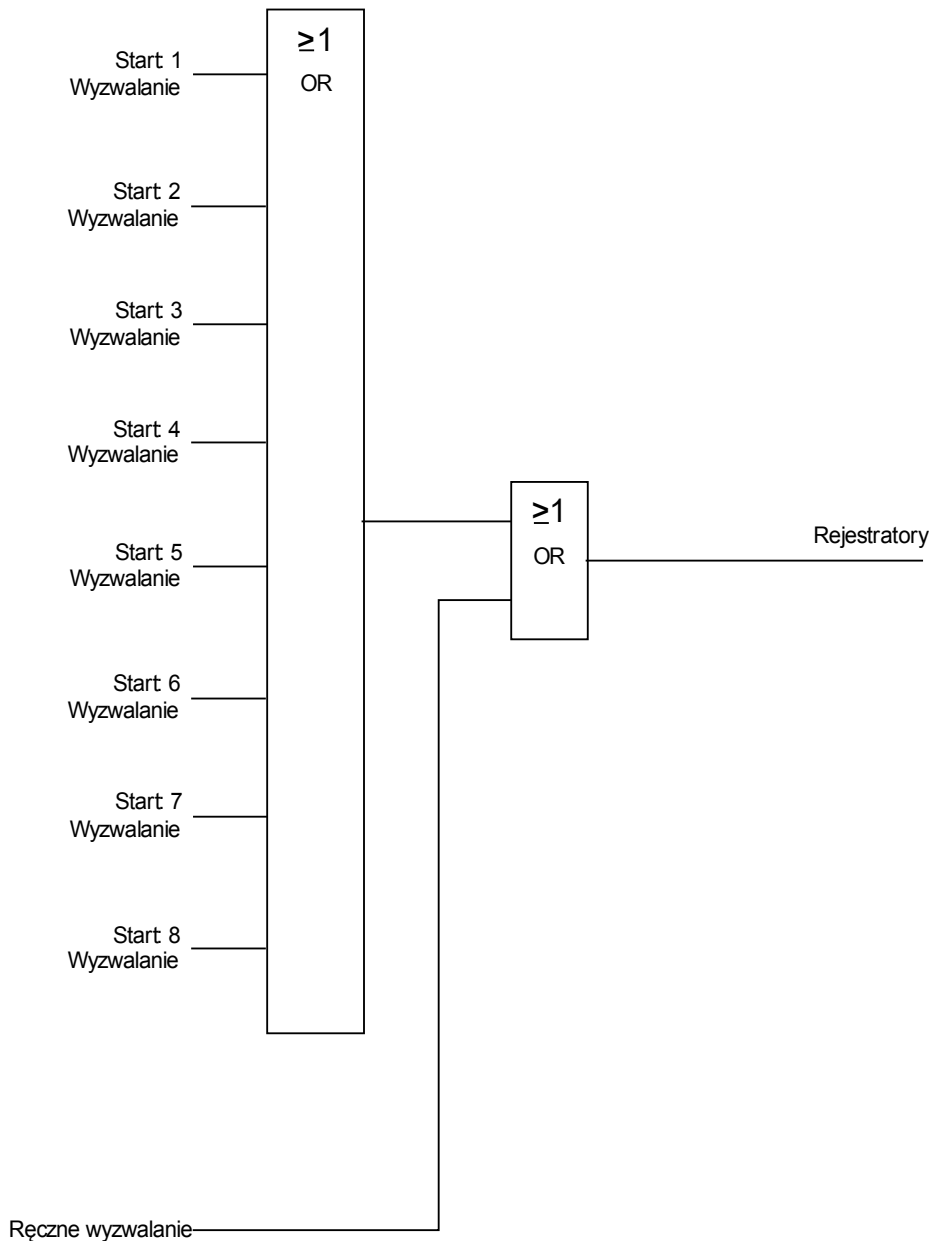 ≥1
OR
Start: 1
Wyzwalanie
Start: 2
Wyzwalanie
Start: 3
Wyzwalanie
Start: 4
Wyzwalanie
Start: 5
Wyzwalanie
Start: 6
Wyzwalanie
Start: 7
Wyzwalanie
Start: 8
Wyzwalanie
≥1
OR
Rejestratory
Ręczne wyzwalanie